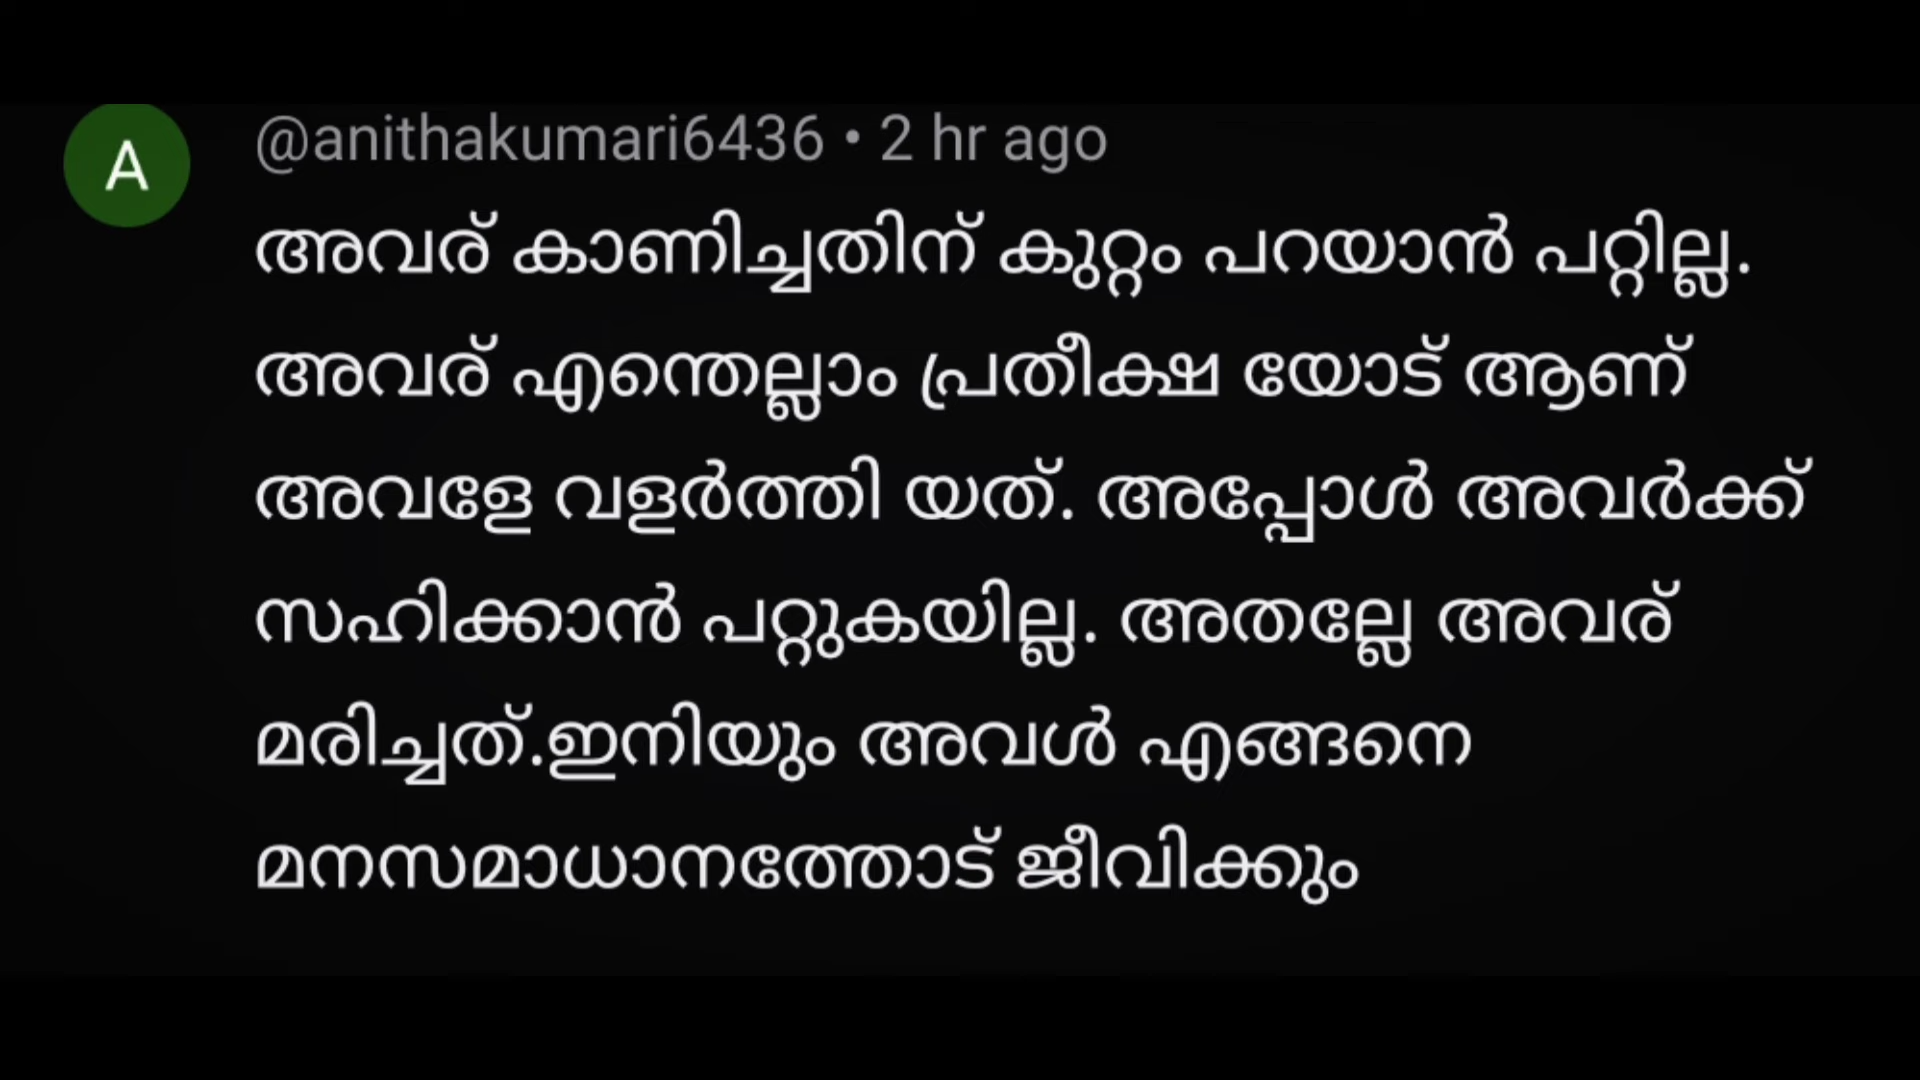 A
@anithakumari6436 • 2 hr ago
അവര് കാണിച്ചതിന് കുറ്റം പറയാൻ പറ്റില്ല.
അവര് എന്തെല്ലാം പ്രതീക്ഷ യോട് ആണ്
അവളേ വളർത്തി യത്. അപ്പോൾ അവർക്ക്
സഹിക്കാൻ പറ്റുകയില്ല. അതല്ലേ അവര്
മരിച്ചത്.ഇനിയും അവൾ എങ്ങനെ
മനസമാധാനത്തോട് ജീവിക്കും